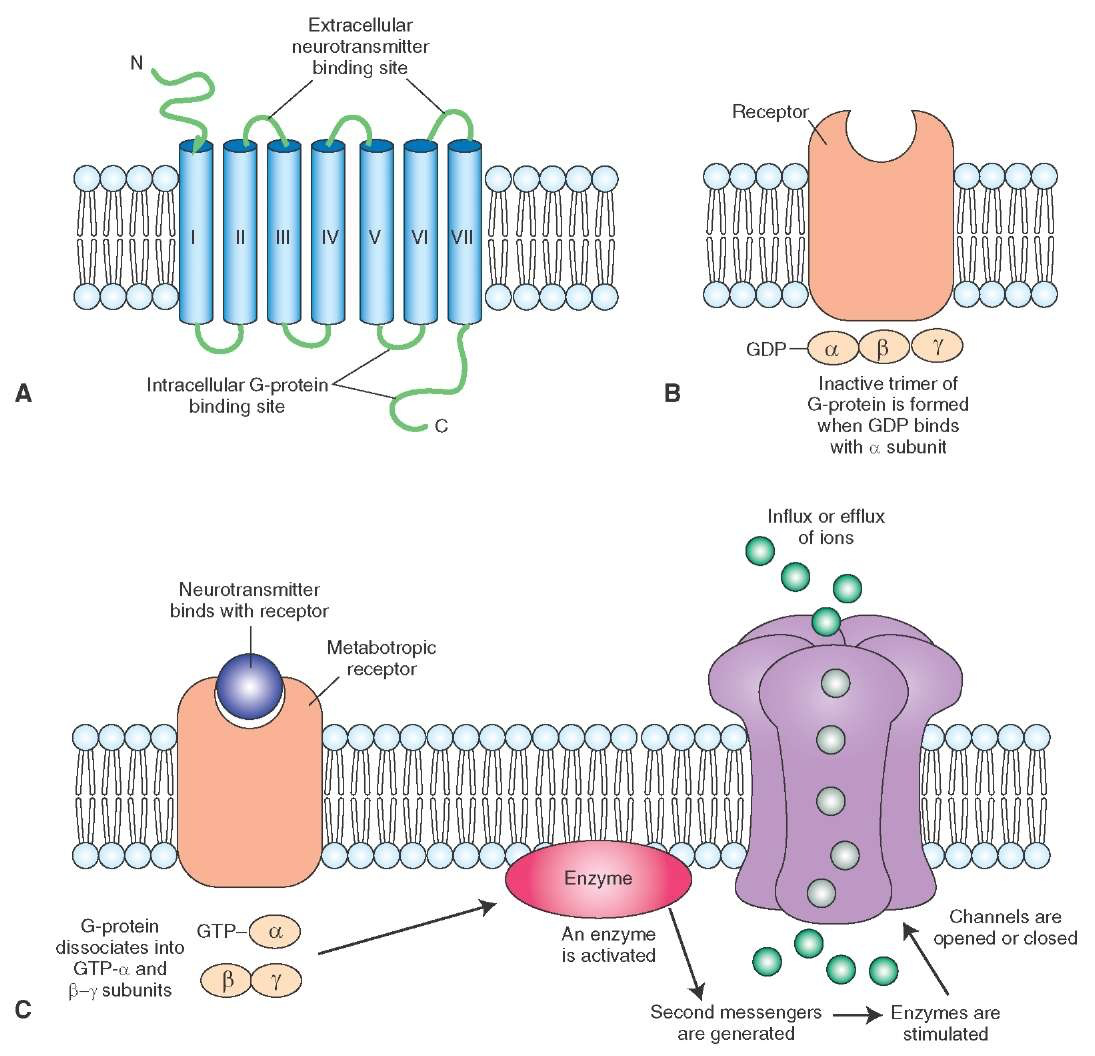 Extracellular
neurotransmitter
binding site
N
I II III IV V VI VII
Intracellular G-protein
binding site
C
A
Receptor
GDP
α β γ
Inactive trimer of
G-protein is formed
when GDP binds
with α subunit
B
Influx or efflux
of ions
Neurotransmitter
binds with receptor
Metabotropic
receptor
Enzyme
An enzyme
is activated
G-protein
dissociates into
GTP-α and
β–γ subunits
GTP– α
β γ
Second messengers
are generated
Enzymes are
stimulated
Channels are
opened or closed
C